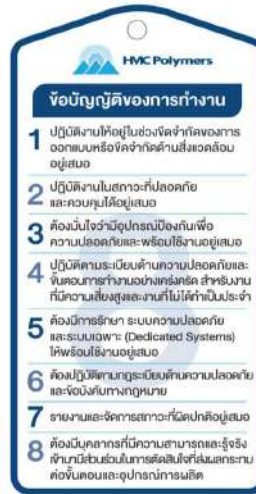 HMC Polymers
ข้อบัญญัติของการทำงาน
1 ปฏิบัติงานให้อยู่ในช่วงขีดจำกัดของการ
ออกแบบหรือขีดจำกัดด้านสิ่งแวดล้อม
อยู่เสมอ
2 ปฏิบัติงานในสภาวะที่ปลอดภัย
และควบคุมได้อยู่เสมอ
3 ต้องมั่นใจว่ามีอุปกรณ์ป้องกันเพื่อ
ความปลอดภัยและพร้อมใช้งานอยู่เสมอ
4 ปฏิบัติตามระเบียบด้านความปลอดภัยและ
ขั้นตอนการทำงานอย่างเคร่งครัด สำหรับงาน
ที่มีความเสี่ยงสูงและงานที่ไม่ได้ทำเป็นประจำ
5 ต้องมีการรักษา ระบบความปลอดภัย
และระบบเฉพาะ (Dedicated Systems)
ให้พร้อมใช้งานอยู่เสมอ
6 ต้องปฏิบัติตามกฎระเบียบด้านความปลอดภัย
และข้อบังคับทางกฎหมาย
7 รายงานและจัดการสภาวะที่ผิดปกติอยู่เสมอ
8 ต้องมีบุคลากรที่มีความสามารถและรู้จริง
เข้ามามีส่วนร่วมในการตัดสินใจที่ส่งผลกระทบ
ต่อขั้นตอนและอุปกรณ์การผลิต